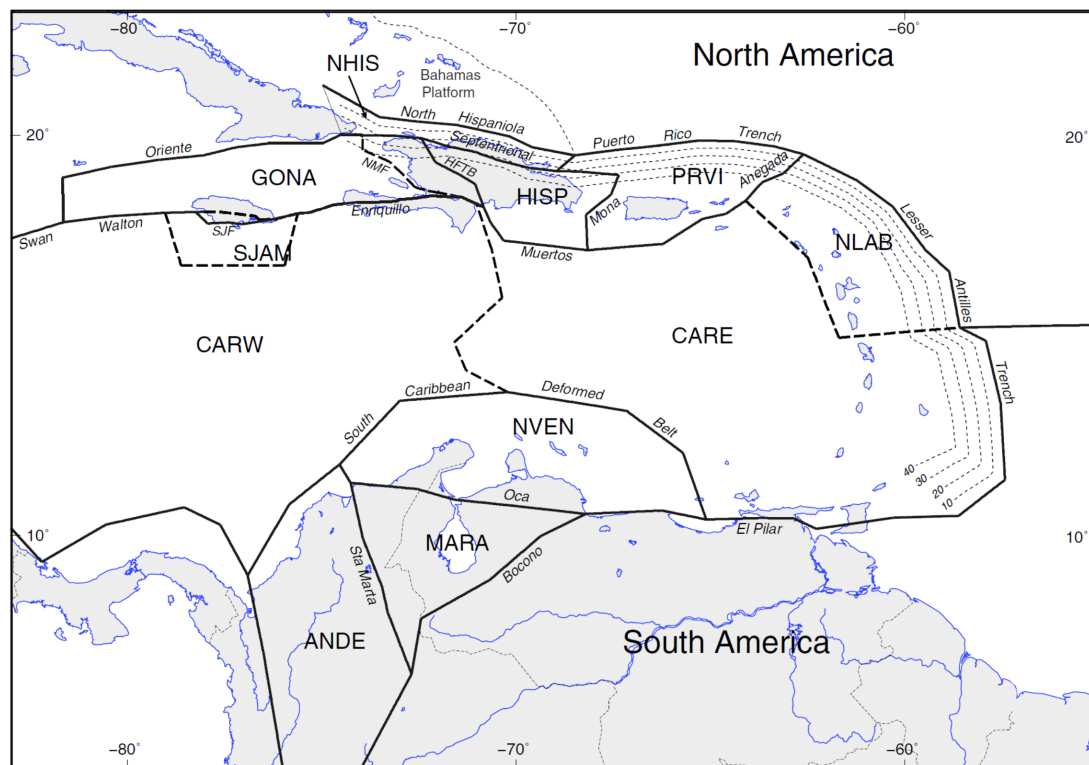 −80˚
−70˚
−60˚
North America
NHIS
Bahamas
Platform
North
Hispaniola
20˚
20˚
Oriente
Septentrional
Puerto
Rico
Trench
GONA
NMF
HFTB
HISP
PRVI
Anegada
Mona
Enriquillo
Swan
Walton
SJF
SJAM
Muertos
NLAB
Lesser
Antilles
CARW
CARE
Trench
Caribbean
Deformed
South
NVEN
Belt
40
30
20
10
Oca
El Pilar
10˚
10˚
MARA
Bocono
Sta Marta
ANDE
South America
−80˚
−70˚
−60˚